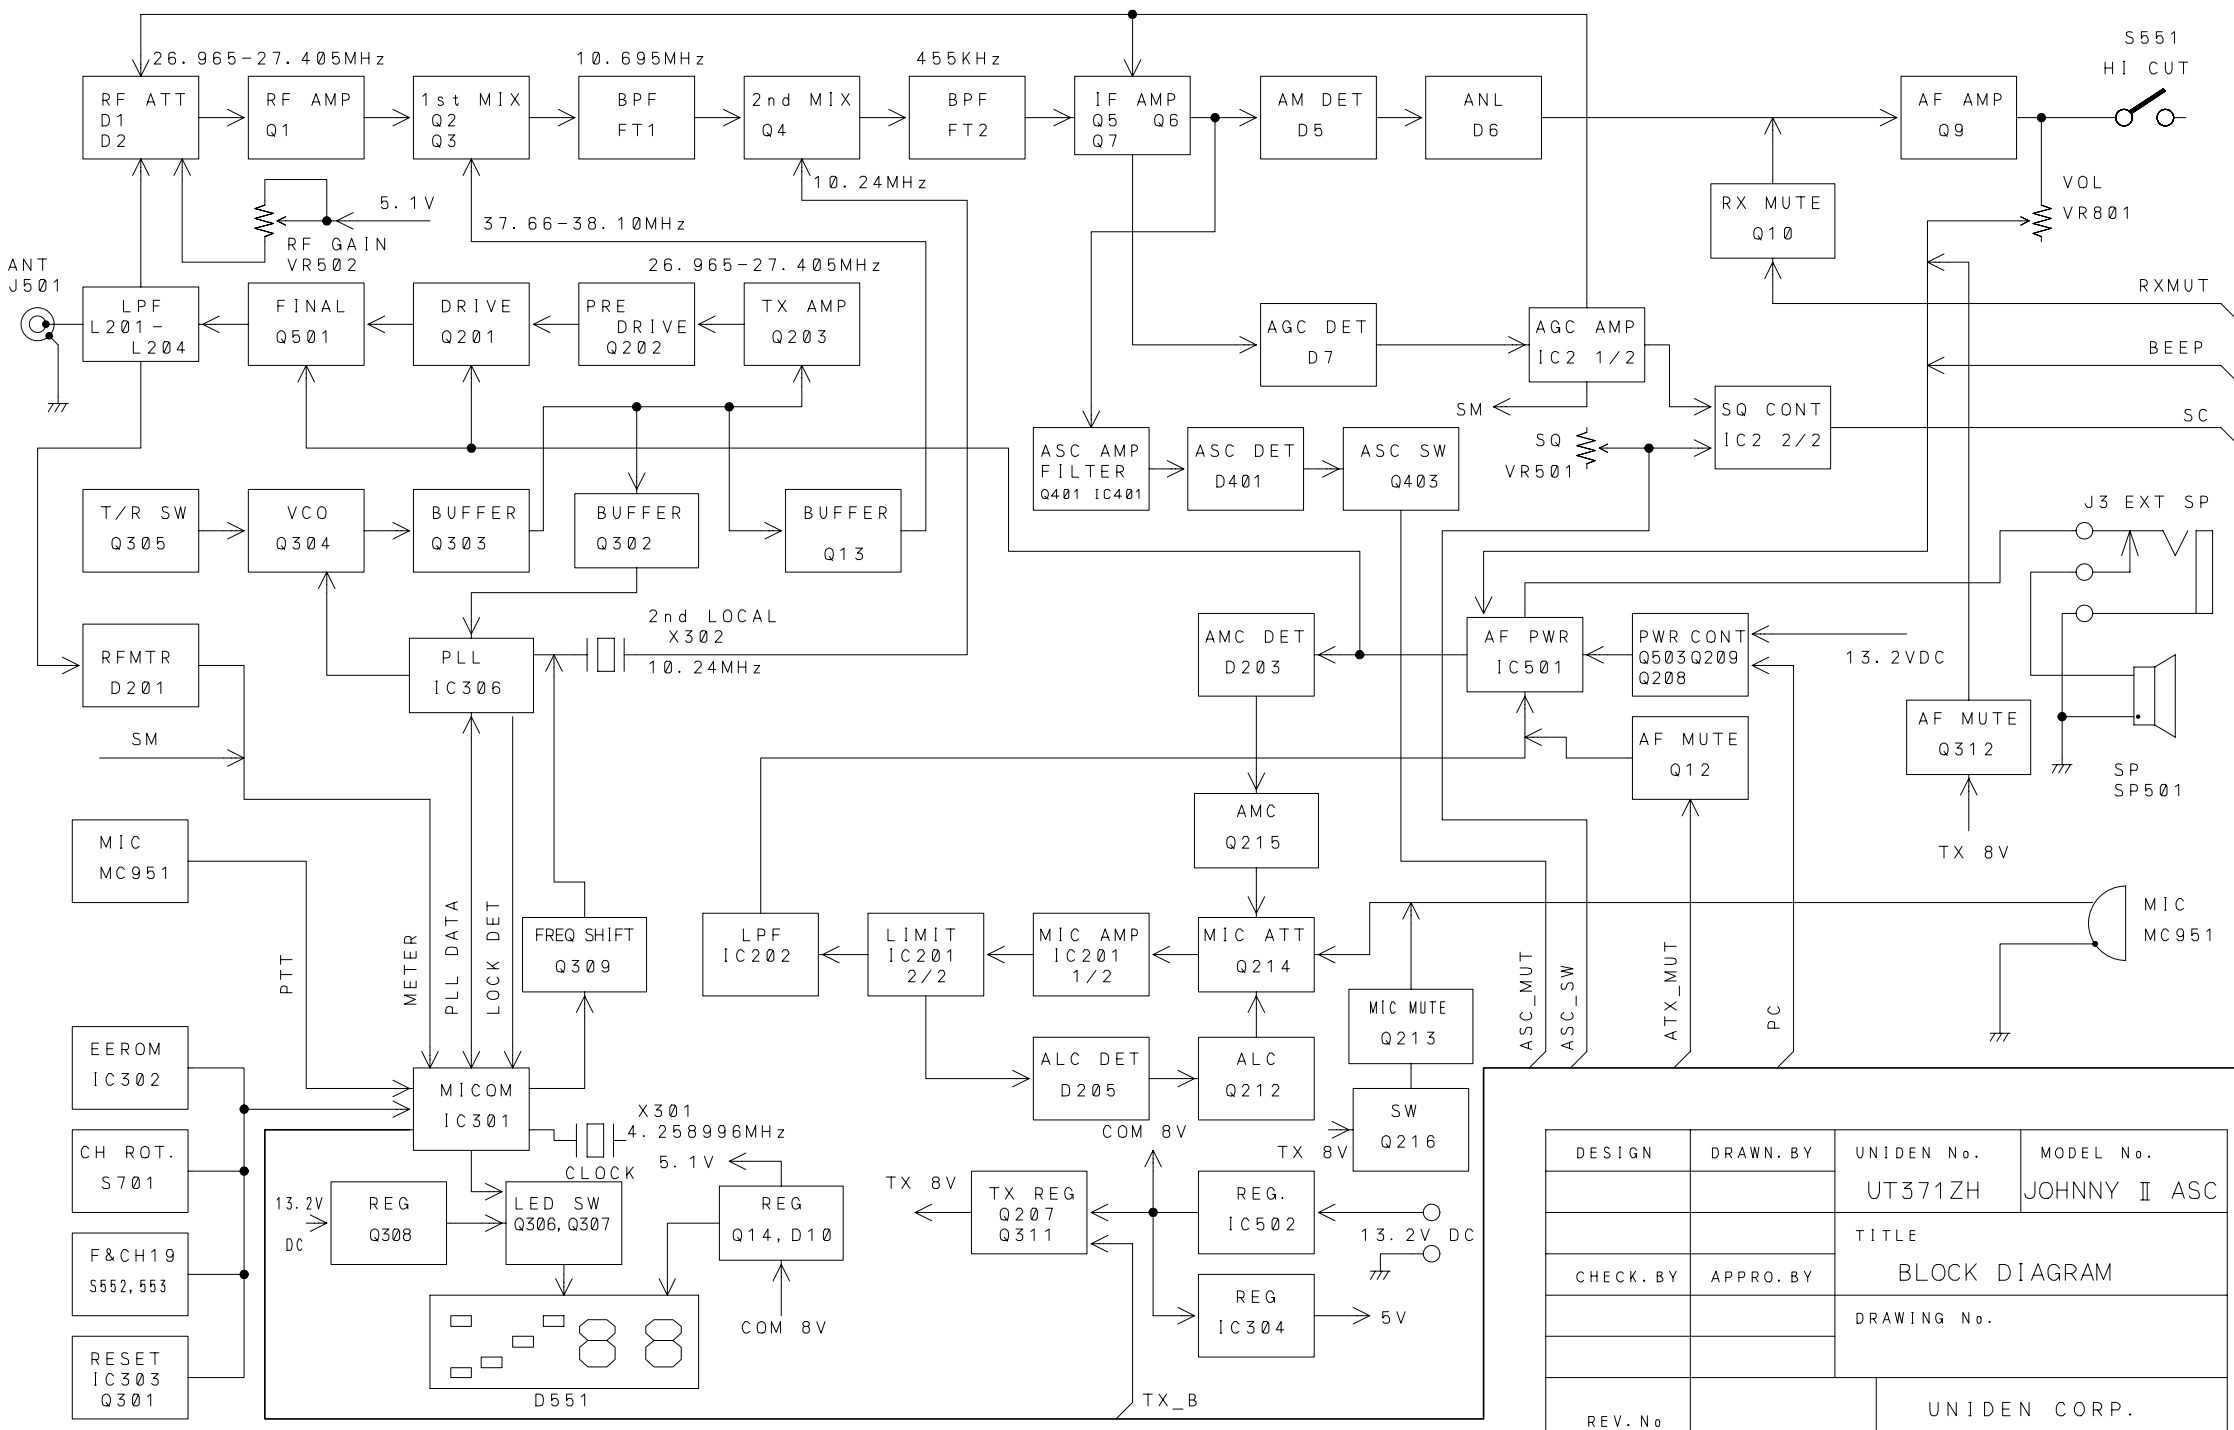 S551
HI CUT
26.965-27.405MHz
10.695MHz
455KHz
RF ATT
D1
D2
RF AMP
Q1
1st MIX
Q2
Q3
BPF
FT1
2nd MIX
Q4
BPF
FT2
IF AMP
Q5 Q6
Q7
AM DET
D5
ANL
D6
AF AMP
Q9
10.24MHz
5.1V
37.66-38.10MHz
RF GAIN
VR502
RX MUTE
Q10
VOL
VR801
ANT
J501
26.965-27.405MHz
RXMUT
LPF
L201-
L204
FINAL
Q501
DRIVE
Q201
PRE
DRIVE
Q202
TX AMP
Q203
AGC DET
D7
AGC AMP
IC2 1/2
BEEP
SM
SQ CONT
IC2 2/2
SC
ASC AMP
FILTER
Q401 IC401
ASC DET
D401
ASC SW
Q403
SQ
VR501
T/R SW
Q305
VCO
Q304
BUFFER
Q303
BUFFER
Q302
BUFFER
Q13
J3 EXT SP
2nd LOCAL
X302
10.24MHz
RFMTR
D201
PLL
IC306
AMC DET
D203
AF PWR
IC501
PWR CONT
Q503 Q209
Q208
13.2VDC
SM
AF MUTE
Q12
AF MUTE
Q312
SP
SP501
MIC
MC951
AMC
Q215
TX 8V
PTT
METER
PLL DATA
LOCK DET
FREQ SHIFT
Q309
LPF
IC202
LIMIT
IC201
2/2
MIC AMP
IC201
1/2
MIC ATT
Q214
MIC
MC951
MIC MUTE
Q213
ASC_MUT
ASC_SW
ATX_MUT
PC
EEROM
IC302
MICOM
IC301
ALC DET
D205
ALC
Q212
SW
Q216
TX 8V
X301
4.258996MHz
CLOCK
CH ROT.
S701
5.1V
COM 8V
13.2V
DC
REG
Q308
LED SW
Q306,Q307
REG
Q14,D10
TX 8V
TX REG
Q207
Q311
REG.
IC502
13.2V DC
F&CH19
S552,553
COM 8V
REG
IC304
5V
RESET
IC303
Q301
D551
TX_B
DESIGN
DRAWN.BY
UNIDEN No.
UT371ZH
MODEL No.
JOHNNY Ⅱ ASC
TITLE
BLOCK DIAGRAM
CHECK.BY
APPRO.BY
DRAWING No.
REV.No
UNIDEN CORP.